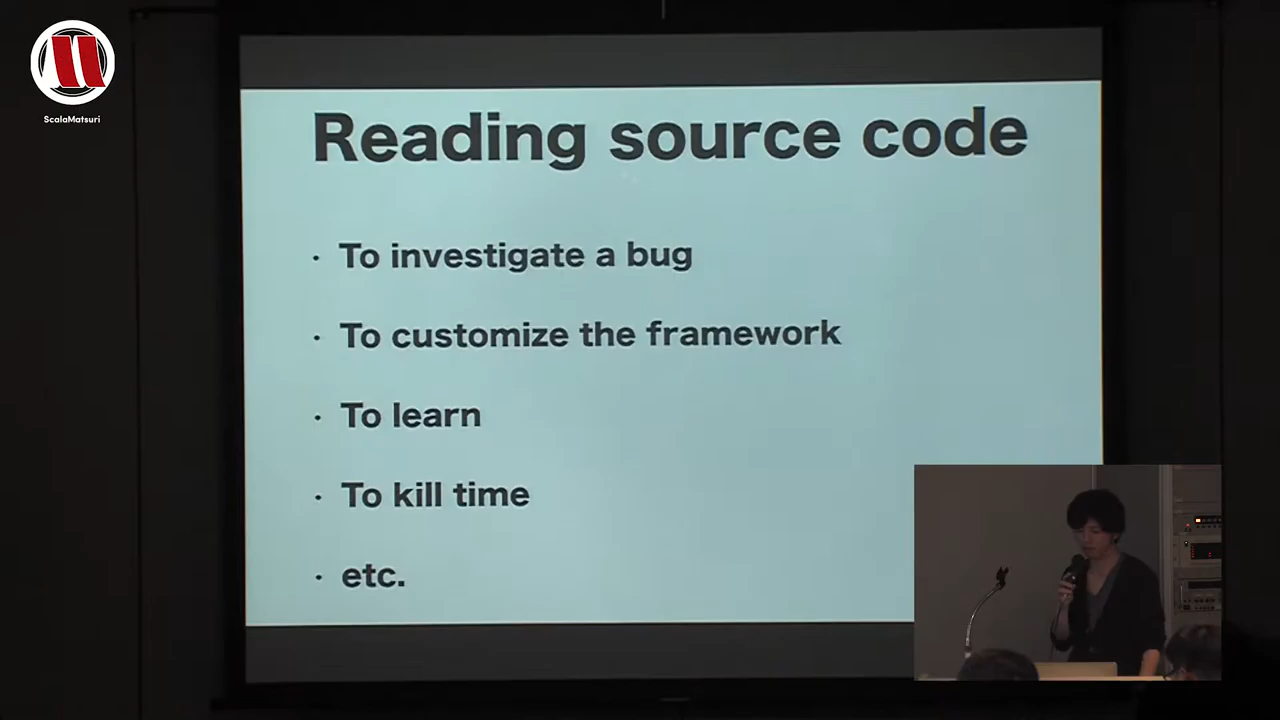 ScalaMatsuri
Reading source code
· To investigate a bug
· To customize the framework
· To learn
· To kill time
· etc.